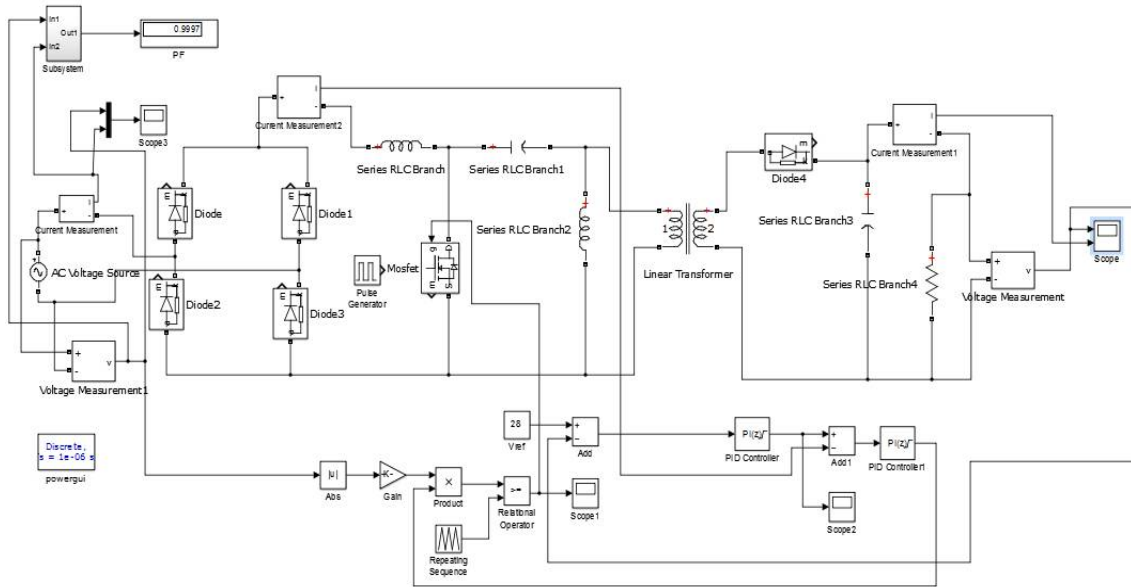 In1
Out1
In2
Subsystem
0.9997
PF
Scope3
i
+
-
Current Measurement2
Series RLC Branch
Series RLC Branch1
Diode
Diode1
Current Measurement
AC Voltage Source
Diode2
Diode3
Pulse
Generator
Mosfet
Series RLC Branch2
1
2
Linear Transformer
Diode4
m
i
+
-
Current Measurement1
Series RLC Branch3
Series RLC Branch4
+
-
v
Voltage Measurement
Scope
+
-
v
Voltage Measurement1
Discrete,
s = 1e-06 s
powergui
|u|
Abs
-K-
Gain
×
Product
>=
Relational
Operator
Repeating
Sequence
Scope1
28
Vref
+
-
Add
PI(z)
PID Controller
+
-
Add1
PI(z)
PID Controller1
Scope2